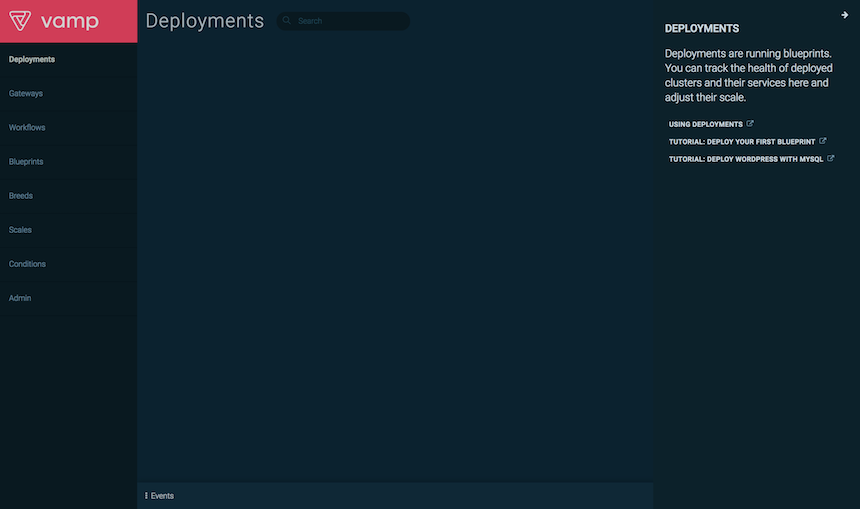 vamp
Deployments
Gateways
Workflows
Blueprints
Breeds
Scales
Conditions
Admin
Deployments
Search
Events
DEPLOYMENTS
Deployments are running blueprints.
You can track the health of deployed
clusters and their services here and
adjust their scale.
USING DEPLOYMENTS
TUTORIAL: DEPLOY YOUR FIRST BLUEPRINT
TUTORIAL: DEPLOY WORDPRESS WITH MYSQL